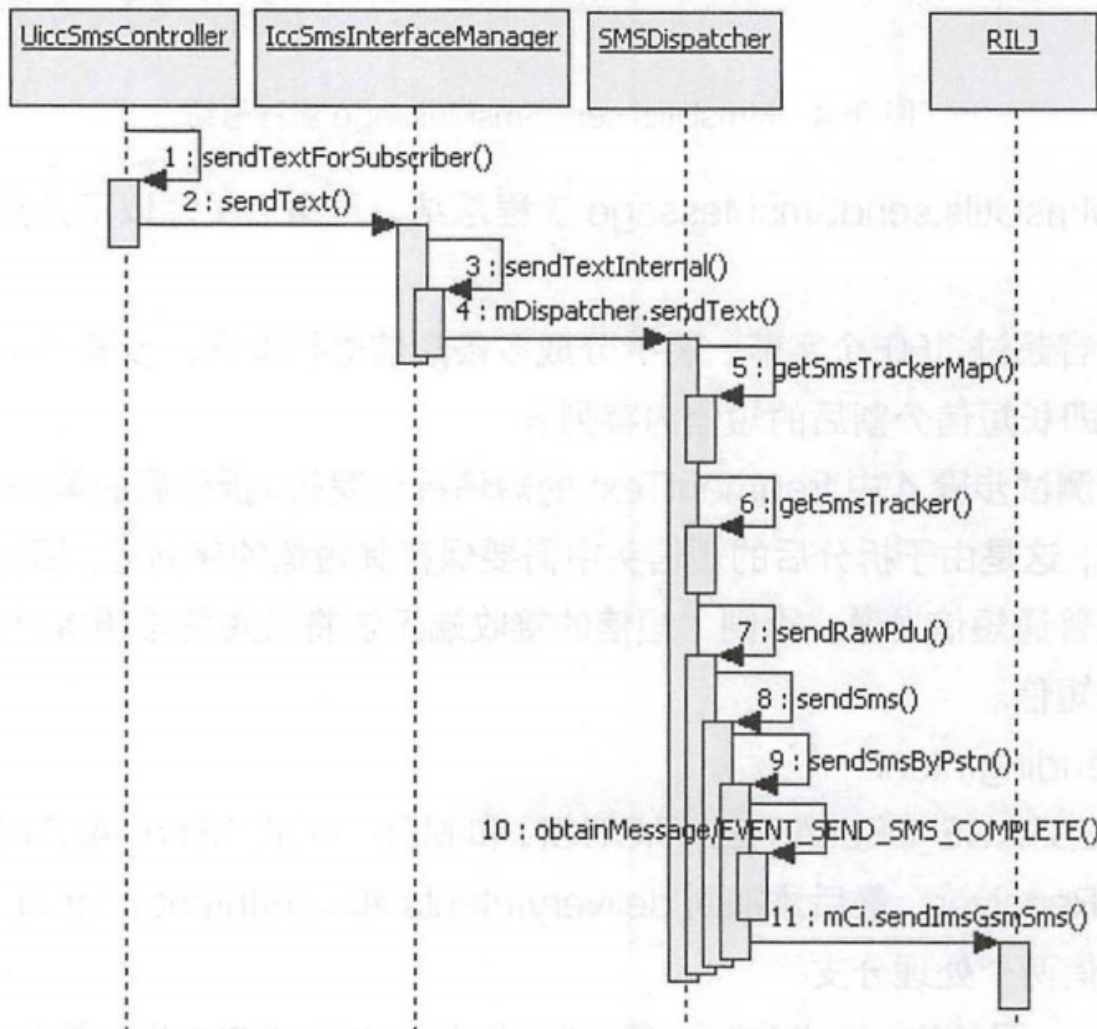 UiccSmsController
IccSmsInterfaceManager
SMSDispatcher
RILJ
1 : sendTextForSubscriber()
2 : sendText()
3 : sendTextInternal()
4 : mDispatcher.sendText()
5 : getSmsTrackerMap()
6 : getSmsTracker()
7 : sendRawPdu()
8 : sendSms()
9 : sendSmsByPstn()
10 : obtainMessage/EVENT_SEND_SMS_COMPLETE()
11 : mCi.sendImsGsmSms()